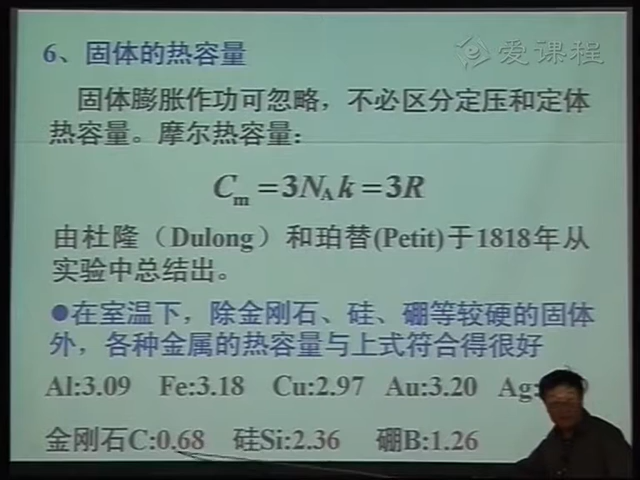 爱课程
6、固体的热容量
固体膨胀作功可忽略，不必区分定压和定体
热容量。摩尔热容量：
Cm = 3NAk = 3R
由杜隆（Dulong）和珀替(Petit)于1818年从
实验中总结出。
●在室温下，除金刚石、硅、硼等较硬的固体
外，各种金属的热容量与上式符合得很好
Al:3.09 Fe:3.18 Cu:2.97 Au:3.20 Ag:
金刚石C:0.68 硅Si:2.36 硼B:1.26